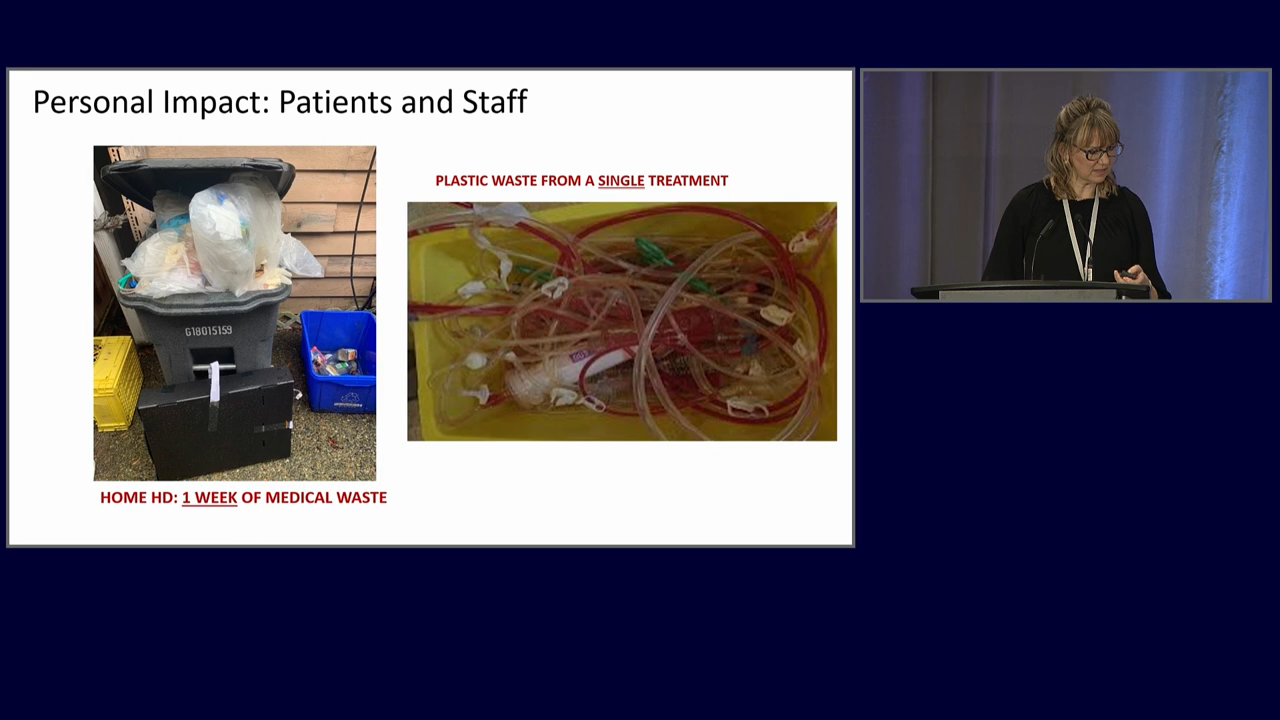 Personal Impact: Patients and Staff
PLASTIC WASTE FROM A SINGLE TREATMENT
G18015159
HOME HD: 1 WEEK OF MEDICAL WASTE